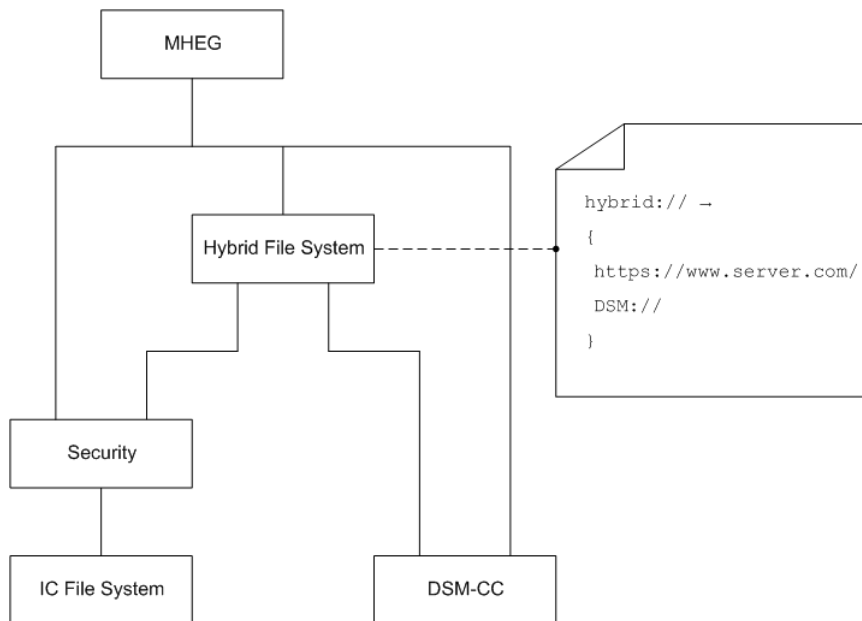 MHEG
Hybrid File System
hybrid:// →
{
https://www.server.com/
DSM://
}
Security
IC File System
DSM-CC